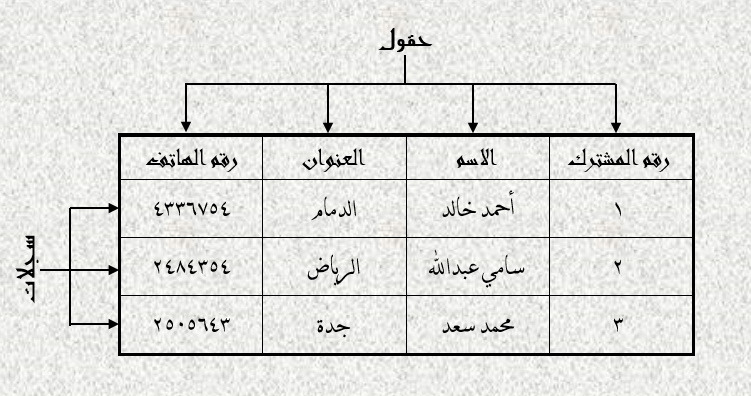 حقول
رقم المشترك الاسم العنوان رقم الهاتف
١ أحمد خالد الدمام ٤٣٣٦٧٥٤
٢ سامي عبدالله الرياض ٢٤٨٤٣٥٤
٣ محمد سعد جدة ٢٥٠٥٦٤٣
سجلات